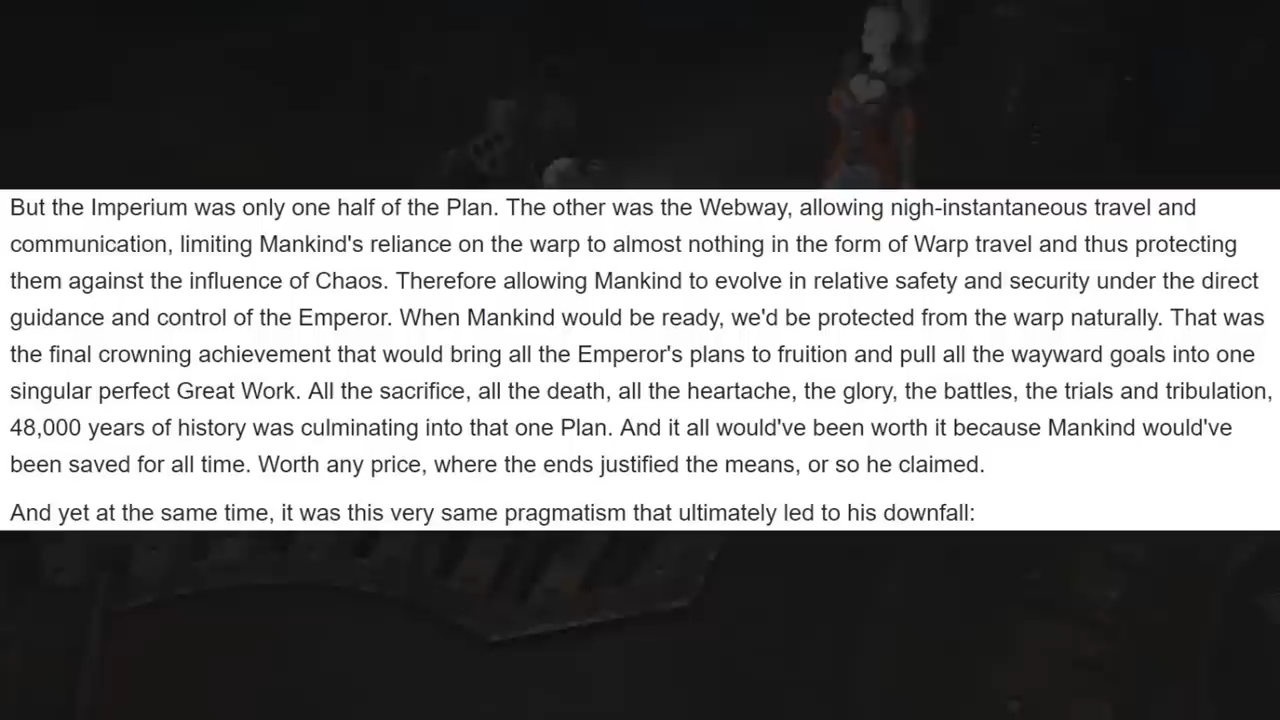 But the Imperium was only one half of the Plan. The other was the Webway, allowing nigh-instantaneous travel and
communication, limiting Mankind's reliance on the warp to almost nothing in the form of Warp travel and thus protecting
them against the influence of Chaos. Therefore allowing Mankind to evolve in relative safety and security under the direct
guidance and control of the Emperor. When Mankind would be ready, we'd be protected from the warp naturally. That was
the final crowning achievement that would bring all the Emperor's plans to fruition and pull all the wayward goals into one
singular perfect Great Work. All the sacrifice, all the death, all the heartache, the glory, the battles, the trials and tribulation,
48,000 years of history was culminating into that one Plan. And it all would've been worth it because Mankind would've
been saved for all time. Worth any price, where the ends justified the means, or so he claimed.
And yet at the same time, it was this very same pragmatism that ultimately led to his downfall: